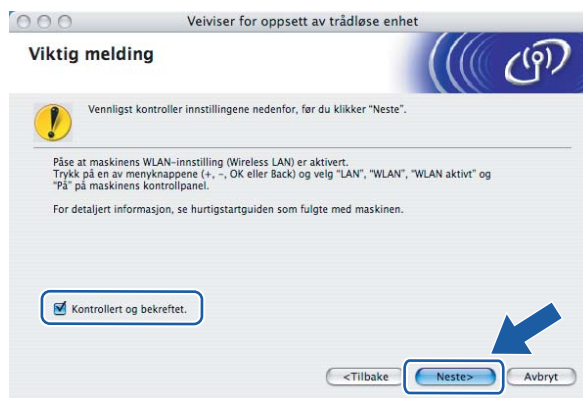 Veiviser for oppsett av trådløse enhet
Viktig melding
Vennligst kontroller innstillingene nedenfor, før du klikker "Neste".
Påse at maskinens WLAN-innstilling (Wireless LAN) er aktivert.
Trykk på en av menyknappene (+, -, OK eller Back) og velg "LAN", "WLAN", "WLAN aktivt" og
"På" på maskinens kontrollpanel.
For detaljert informasjon, se hurtigstartguiden som fulgte med maskinen.
Kontrollert og bekreftet.
<Tilbake
Neste>
Avbryt